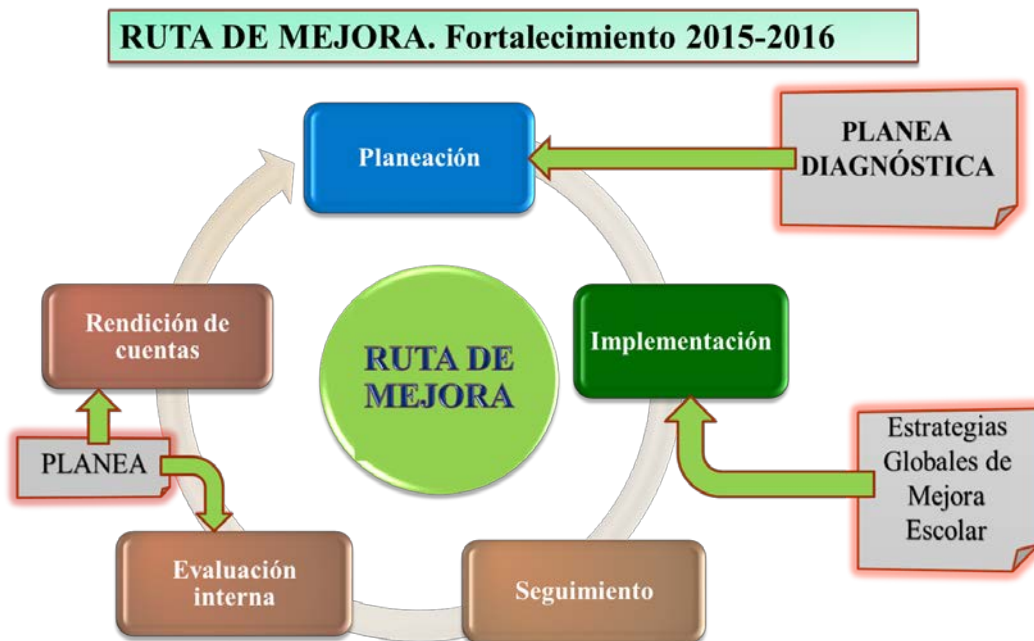 RUTA DE MEJORA. Fortalecimiento 2015-2016
Planeación
PLANEA
DIAGNÓSTICA
Rendición de
cuentas
RUTA DE
MEJORA
Implementación
PLANEA
Estrategias
Globales de
Mejora
Escolar
Evaluación
interna
Seguimiento